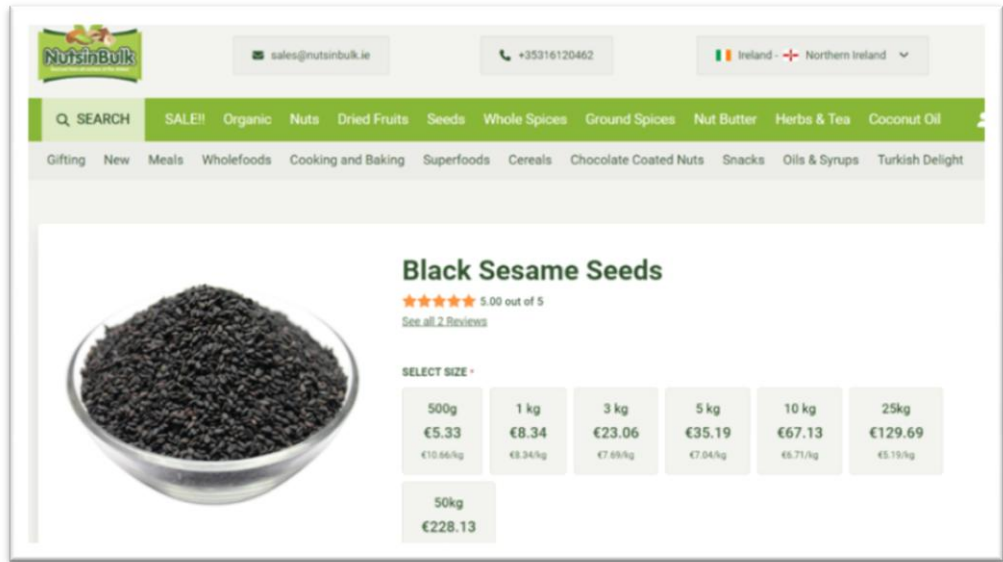 NutsinBulk
sales@nutsinbulk.ie
+35316120462
Ireland - Northern Ireland
SEARCH SALE!! Organic Nuts Dried Fruits Seeds Whole Spices Ground Spices Nut Butter Herbs & Tea Coconut Oil
Gifting New Meals Wholefoods Cooking and Baking Superfoods Cereals Chocolate Coated Nuts Snacks Oils & Syrups Turkish Delight
Black Sesame Seeds
5.00 out of 5
See all 2 Reviews
SELECT SIZE *
500g 1 kg 3 kg 5 kg 10 kg 25kg
€5.33 €8.34 €23.06 €35.19 €67.13 €129.69
€10.66/kg €8.34/kg €7.69/kg €7.04/kg €6.71/kg €5.19/kg
50kg
€228.13